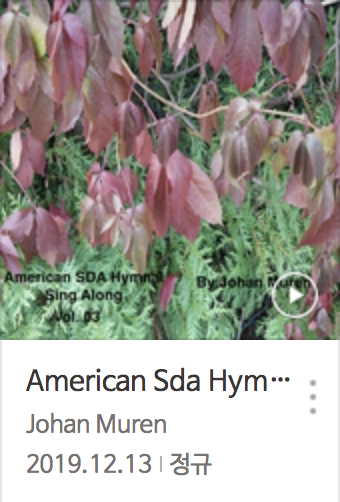 American SDA Hymnal
Sing Along
Vol. 03
By Johan Muren
American Sda Hym···
Johan Muren
2019.12.13 | 정규